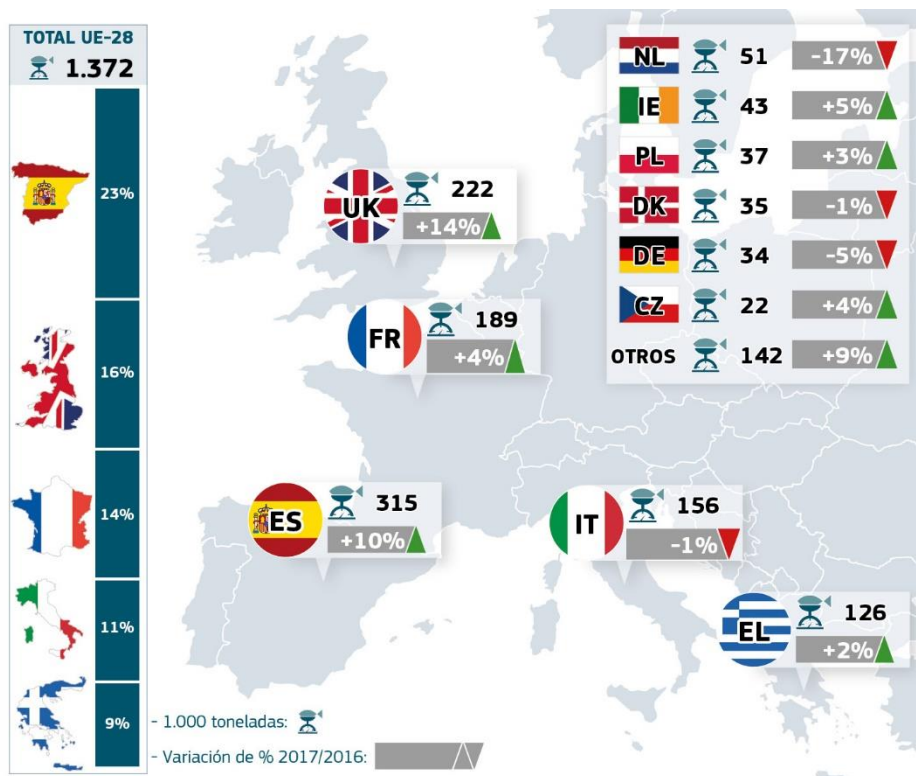 TOTAL UE-28
1.372
23%
16%
14%
11%
9%
UK
222
+14%
FR
189
+4%
ES
315
+10%
IT
156
-1%
EL
126
+2%
NL 51 -17%
IE 43 +5%
PL 37 +3%
DK 35 -1%
DE 34 -5%
CZ 22 +4%
OTROS 142 +9%
- 1.000 toneladas:
- Variación de % 2017/2016: